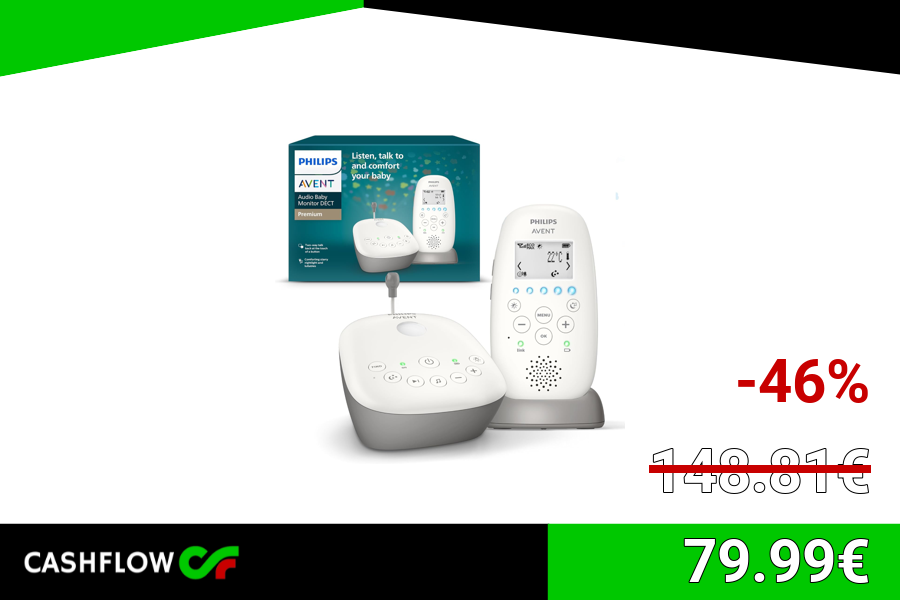 PHILIPS
AVENT
Audio Baby
Monitor DECT
Premium
Listen, talk to
and comfort
your baby
PHILIPS
AVENT
22°C
MENU
OK
AVENT
-46%
148.81€
CASHFLOW
79.99€